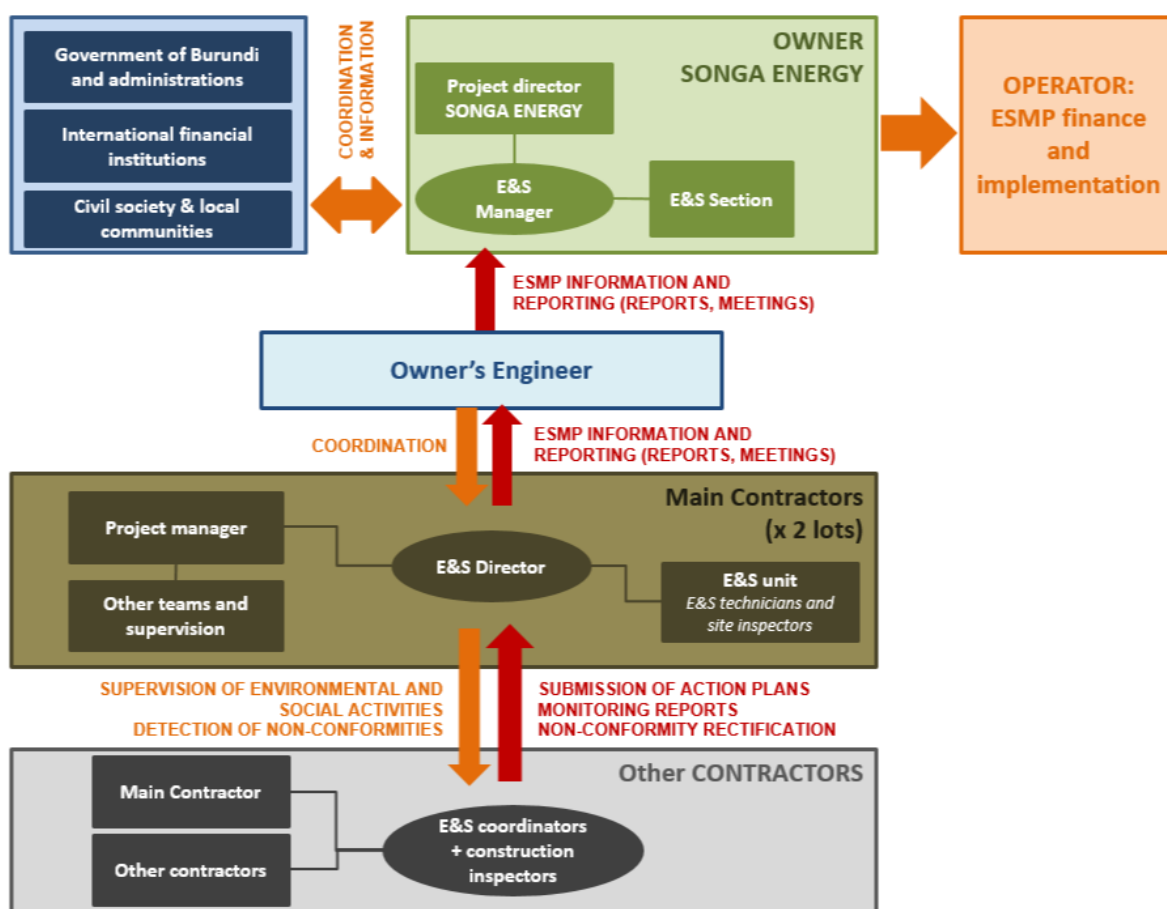 Government of Burundi
and administrations
International financial
institutions
Civil society & local
communities
COORDINATION
& INFORMATION
OWNER
SONGA ENERGY
Project director
SONGA ENERGY
E&S
Manager
E&S Section
OPERATOR:
ESMP finance
and
implementation
ESMP INFORMATION AND
REPORTING (REPORTS, MEETINGS)
Owner's Engineer
COORDINATION
ESMP INFORMATION AND
REPORTING (REPORTS, MEETINGS)
Main Contractors
(x 2 lots)
Project manager
Other teams and
supervision
E&S Director
E&S unit
E&S technicians and
site inspectors
SUPERVISION OF ENVIRONMENTAL AND
SOCIAL ACTIVITIES
DETECTION OF NON-CONFORMITIES
SUBMISSION OF ACTION PLANS
MONITORING REPORTS
NON-CONFORMITY RECTIFICATION
Other CONTRACTORS
Main Contractor
Other contractors
E&S coordinators
+ construction
inspectors